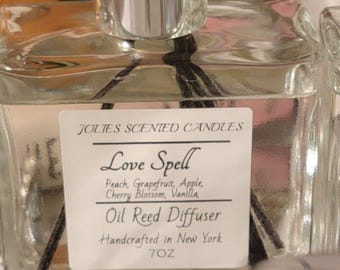 JOLIES SCENTED CANDLES
Love Spell
Peach, Grapefruit, Apple,
Cherry Blossom, Vanilla,
Oil Reed Diffuser
Handcrafted in New York
7OZ